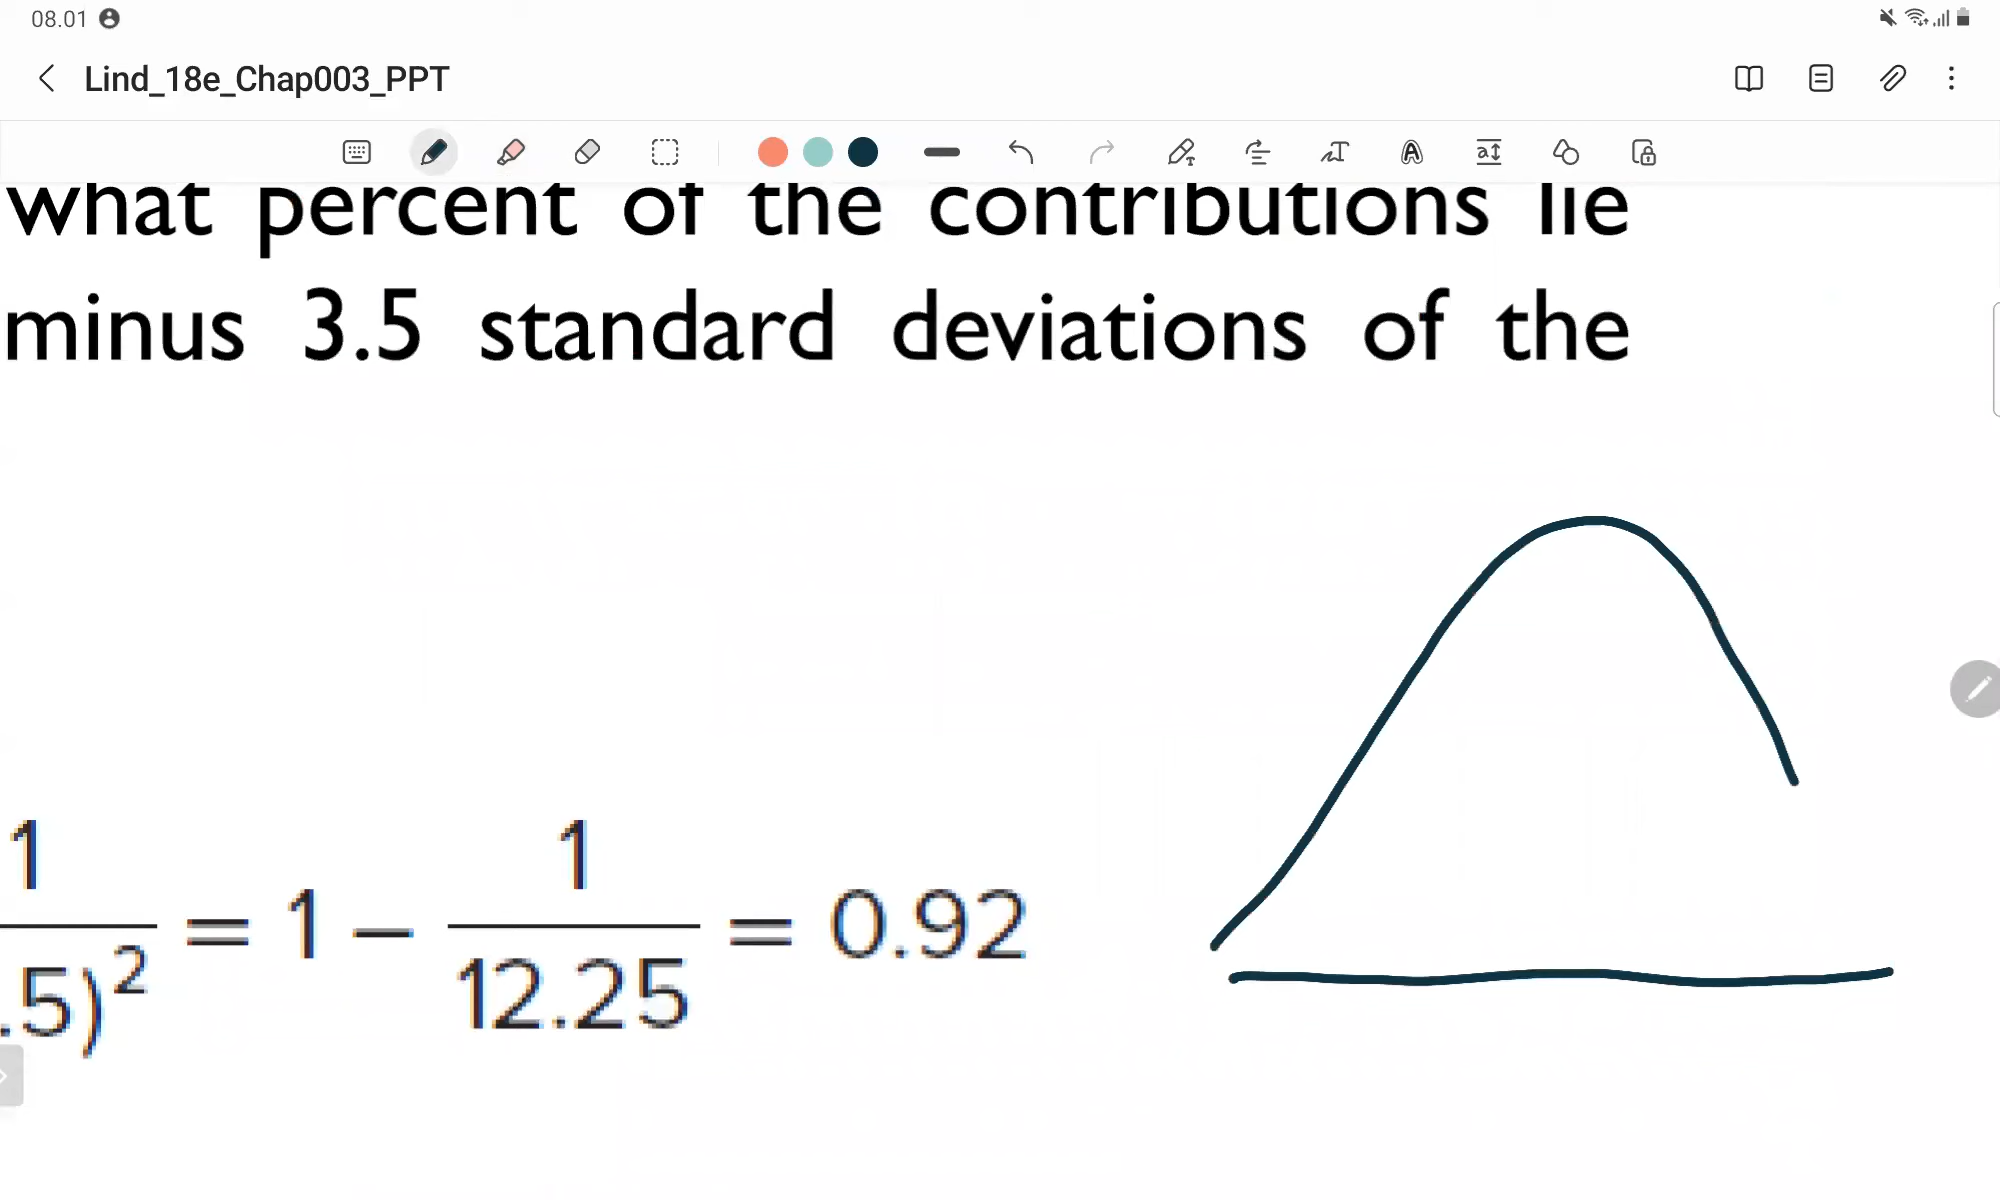 08.01
Lind_18e_Chap003_PPT
what percent of the contributions lie
minus 3.5 standard deviations of the
1
.5)² = 1 − 1 / 12.25 = 0.92